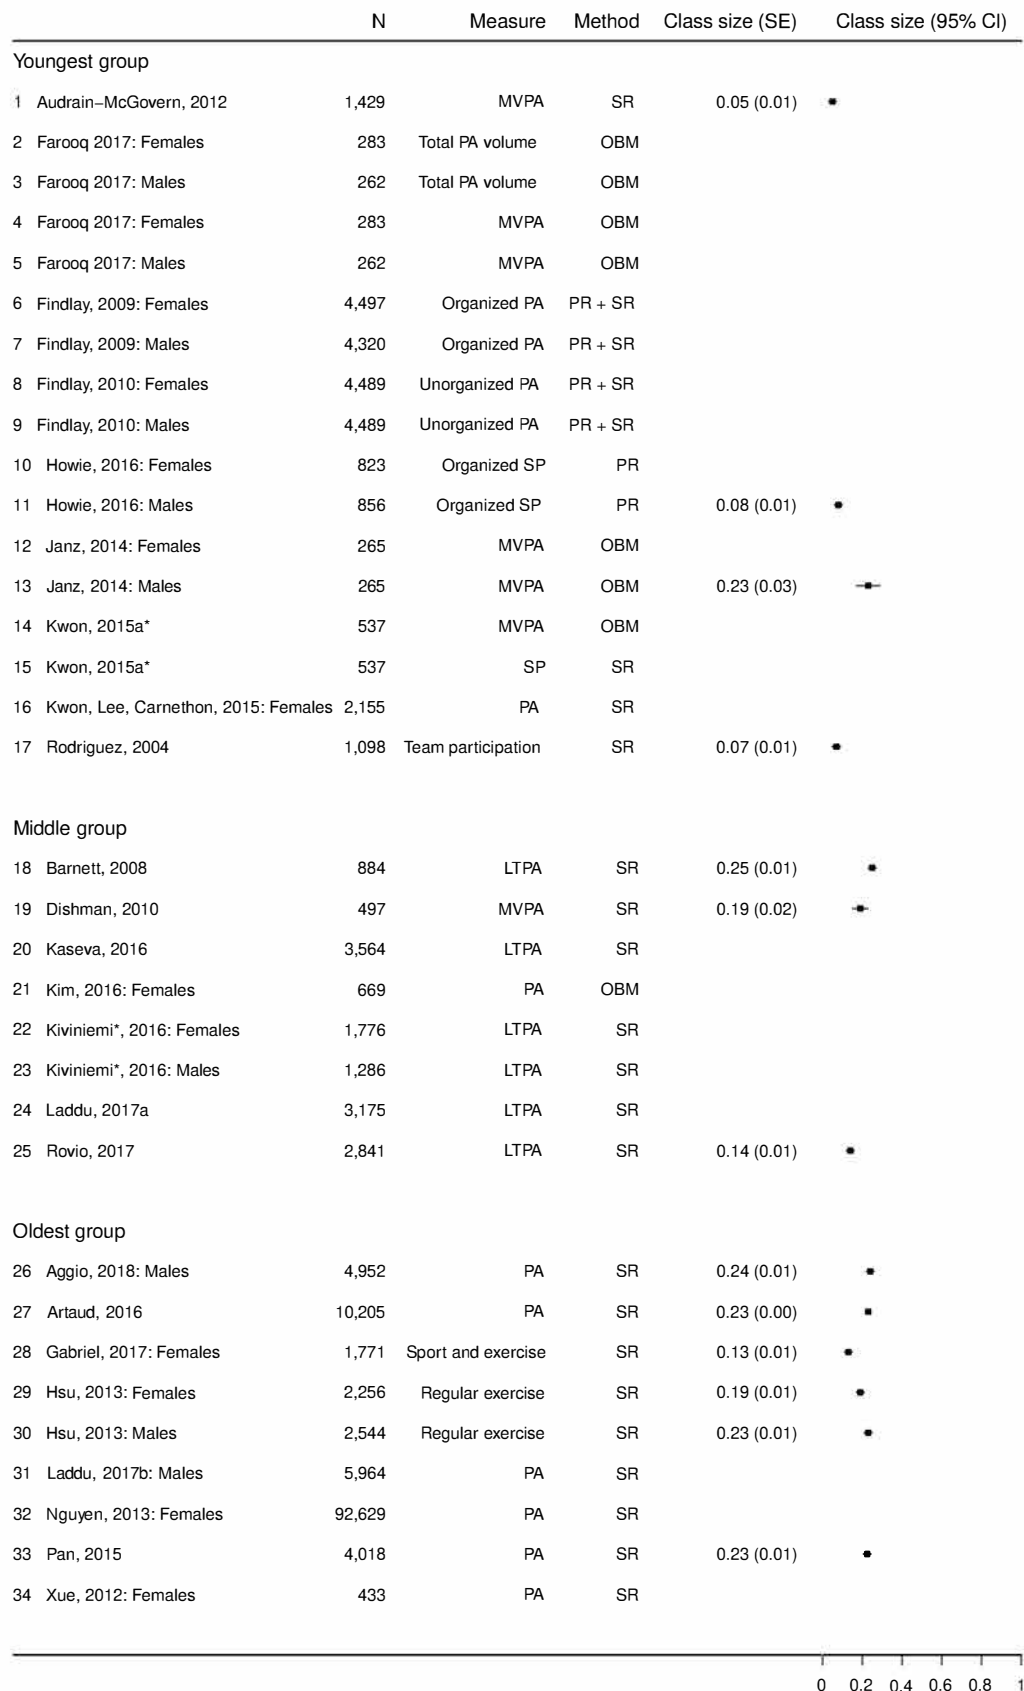 N Measure Method Class size (SE) Class size (95% CI)
Youngest group
1 Audrain−McGovern, 2012 1,429 MVPA SR 0.05 (0.01)
2 Farooq 2017: Females 283 Total PA volume OBM
3 Farooq 2017: Males 262 Total PA volume OBM
4 Farooq 2017: Females 283 MVPA OBM
5 Farooq 2017: Males 262 MVPA OBM
6 Findlay, 2009: Females 4,497 Organized PA PR + SR
7 Findlay, 2009: Males 4,320 Organized PA PR + SR
8 Findlay, 2010: Females 4,489 Unorganized PA PR + SR
9 Findlay, 2010: Males 4,489 Unorganized PA PR + SR
10 Howie, 2016: Females 823 Organized SP PR
11 Howie, 2016: Males 856 Organized SP PR 0.08 (0.01)
12 Janz, 2014: Females 265 MVPA OBM
13 Janz, 2014: Males 265 MVPA OBM 0.23 (0.03)
14 Kwon, 2015a* 537 MVPA OBM
15 Kwon, 2015a* 537 SP SR
16 Kwon, Lee, Carnethon, 2015: Females 2,155 PA SR
17 Rodriguez, 2004 1,098 Team participation SR 0.07 (0.01)
Middle group
18 Barnett, 2008 884 LTPA SR 0.25 (0.01)
19 Dishman, 2010 497 MVPA SR 0.19 (0.02)
20 Kaseva, 2016 3,564 LTPA SR
21 Kim, 2016: Females 669 PA OBM
22 Kiviniemi*, 2016: Females 1,776 LTPA SR
23 Kiviniemi*, 2016: Males 1,286 LTPA SR
24 Laddu, 2017a 3,175 LTPA SR
25 Rovio, 2017 2,841 LTPA SR 0.14 (0.01)
Oldest group
26 Aggio, 2018: Males 4,952 PA SR 0.24 (0.01)
27 Artaud, 2016 10,205 PA SR 0.23 (0.00)
28 Gabriel, 2017: Females 1,771 Sport and exercise SR 0.13 (0.01)
29 Hsu, 2013: Females 2,256 Regular exercise SR 0.19 (0.01)
30 Hsu, 2013: Males 2,544 Regular exercise SR 0.23 (0.01)
31 Laddu, 2017b: Males 5,964 PA SR
32 Nguyen, 2013: Females 92,629 PA SR
33 Pan, 2015 4,018 PA SR 0.23 (0.01)
34 Xue, 2012: Females 433 PA SR
0 0.2 0.4 0.6 0.8 1